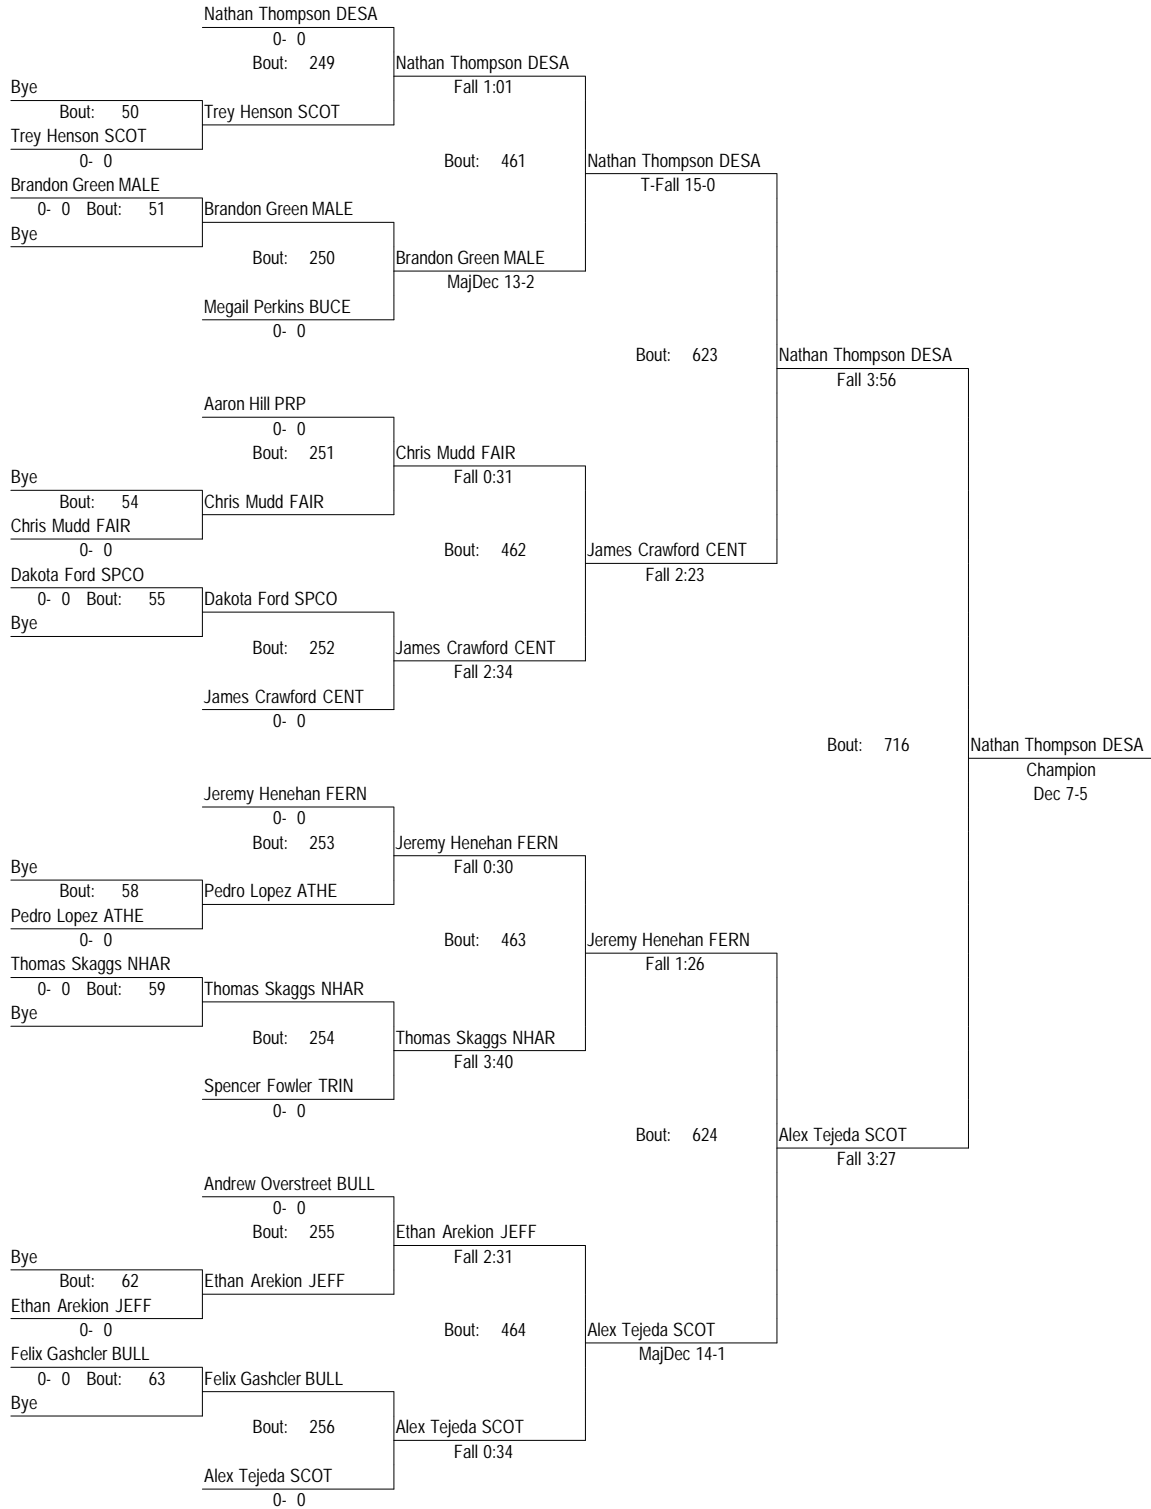 Nathan Thompson DESA
0- 0
Bout: 249
Nathan Thompson DESA
Bye
Fall 1:01
Bout: 50
Trey Henson SCOT
Trey Henson SCOT
0- 0
Bout: 461
Nathan Thompson DESA
Brandon Green MALE
T-Fall 15-0
0- 0 Bout: 51
Brandon Green MALE
Bye
Bout: 250
Brandon Green MALE
MajDec 13-2
Megail Perkins BUCE
0- 0
Bout: 623
Nathan Thompson DESA
Fall 3:56
Aaron Hill PRP
0- 0
Bout: 251
Chris Mudd FAIR
Bye
Fall 0:31
Bout: 54
Chris Mudd FAIR
Chris Mudd FAIR
0- 0
Bout: 462
James Crawford CENT
Dakota Ford SPCO
Fall 2:23
0- 0 Bout: 55
Dakota Ford SPCO
Bye
Bout: 252
James Crawford CENT
Fall 2:34
James Crawford CENT
0- 0
Bout: 716
Nathan Thompson DESA
Champion
Dec 7-5
Jeremy Henehan FERN
0- 0
Bout: 253
Jeremy Henehan FERN
Bye
Fall 0:30
Bout: 58
Pedro Lopez ATHE
Pedro Lopez ATHE
0- 0
Bout: 463
Jeremy Henehan FERN
Thomas Skaggs NHAR
Fall 1:26
0- 0 Bout: 59
Thomas Skaggs NHAR
Bye
Bout: 254
Thomas Skaggs NHAR
Fall 3:40
Spencer Fowler TRIN
0- 0
Bout: 624
Alex Tejeda SCOT
Fall 3:27
Andrew Overstreet BULL
0- 0
Bout: 255
Ethan Arekion JEFF
Bye
Fall 2:31
Bout: 62
Ethan Arekion JEFF
Ethan Arekion JEFF
0- 0
Bout: 464
Alex Tejeda SCOT
Felix Gashcler BULL
MajDec 14-1
0- 0 Bout: 63
Felix Gashcler BULL
Bye
Bout: 256
Alex Tejeda SCOT
Fall 0:34
Alex Tejeda SCOT
0- 0